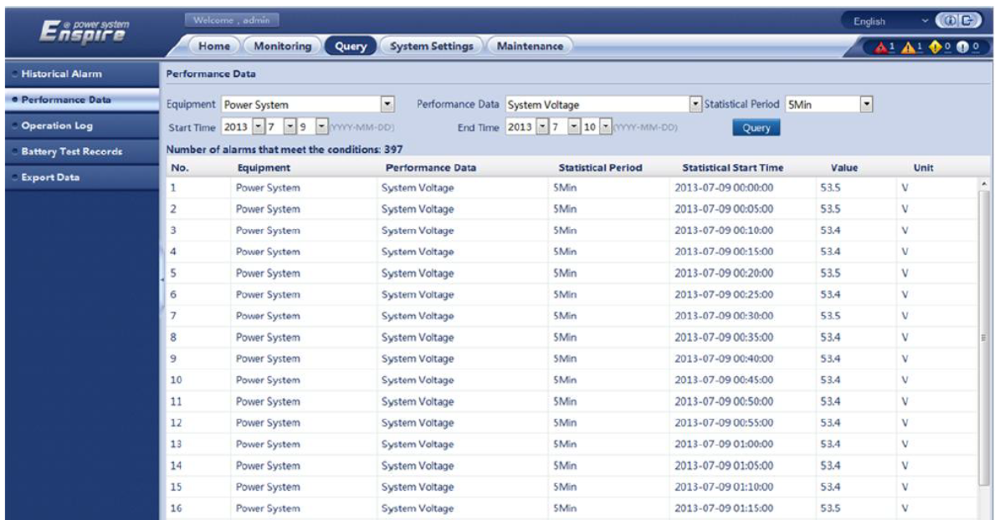 e power system
Enspire
Welcome , admin
English
Home Monitoring Query System Settings Maintenance
1 1 0 0
Historical Alarm
Performance Data
Operation Log
Battery Test Records
Export Data
Performance Data
Equipment Power System Performance Data System Voltage Statistical Period 5Min
Start Time 2013 7 9 (YYYY-MM-DD) End Time 2013 7 10 (YYYY-MM-DD) Query
Number of alarms that meet the conditions: 397
No. Equipment Performance Data Statistical Period Statistical Start Time Value Unit
1 Power System System Voltage 5Min 2013-07-09 00:00:00 53.5 V
2 Power System System Voltage 5Min 2013-07-09 00:05:00 53.5 V
3 Power System System Voltage 5Min 2013-07-09 00:10:00 53.4 V
4 Power System System Voltage 5Min 2013-07-09 00:15:00 53.4 V
5 Power System System Voltage 5Min 2013-07-09 00:20:00 53.5 V
6 Power System System Voltage 5Min 2013-07-09 00:25:00 53.4 V
7 Power System System Voltage 5Min 2013-07-09 00:30:00 53.5 V
8 Power System System Voltage 5Min 2013-07-09 00:35:00 53.4 V
9 Power System System Voltage 5Min 2013-07-09 00:40:00 53.4 V
10 Power System System Voltage 5Min 2013-07-09 00:45:00 53.4 V
11 Power System System Voltage 5Min 2013-07-09 00:50:00 53.4 V
12 Power System System Voltage 5Min 2013-07-09 00:55:00 53.4 V
13 Power System System Voltage 5Min 2013-07-09 01:00:00 53.4 V
14 Power System System Voltage 5Min 2013-07-09 01:05:00 53.4 V
15 Power System System Voltage 5Min 2013-07-09 01:10:00 53.4 V
16 Power System System Voltage 5Min 2013-07-09 01:15:00 53.5 V